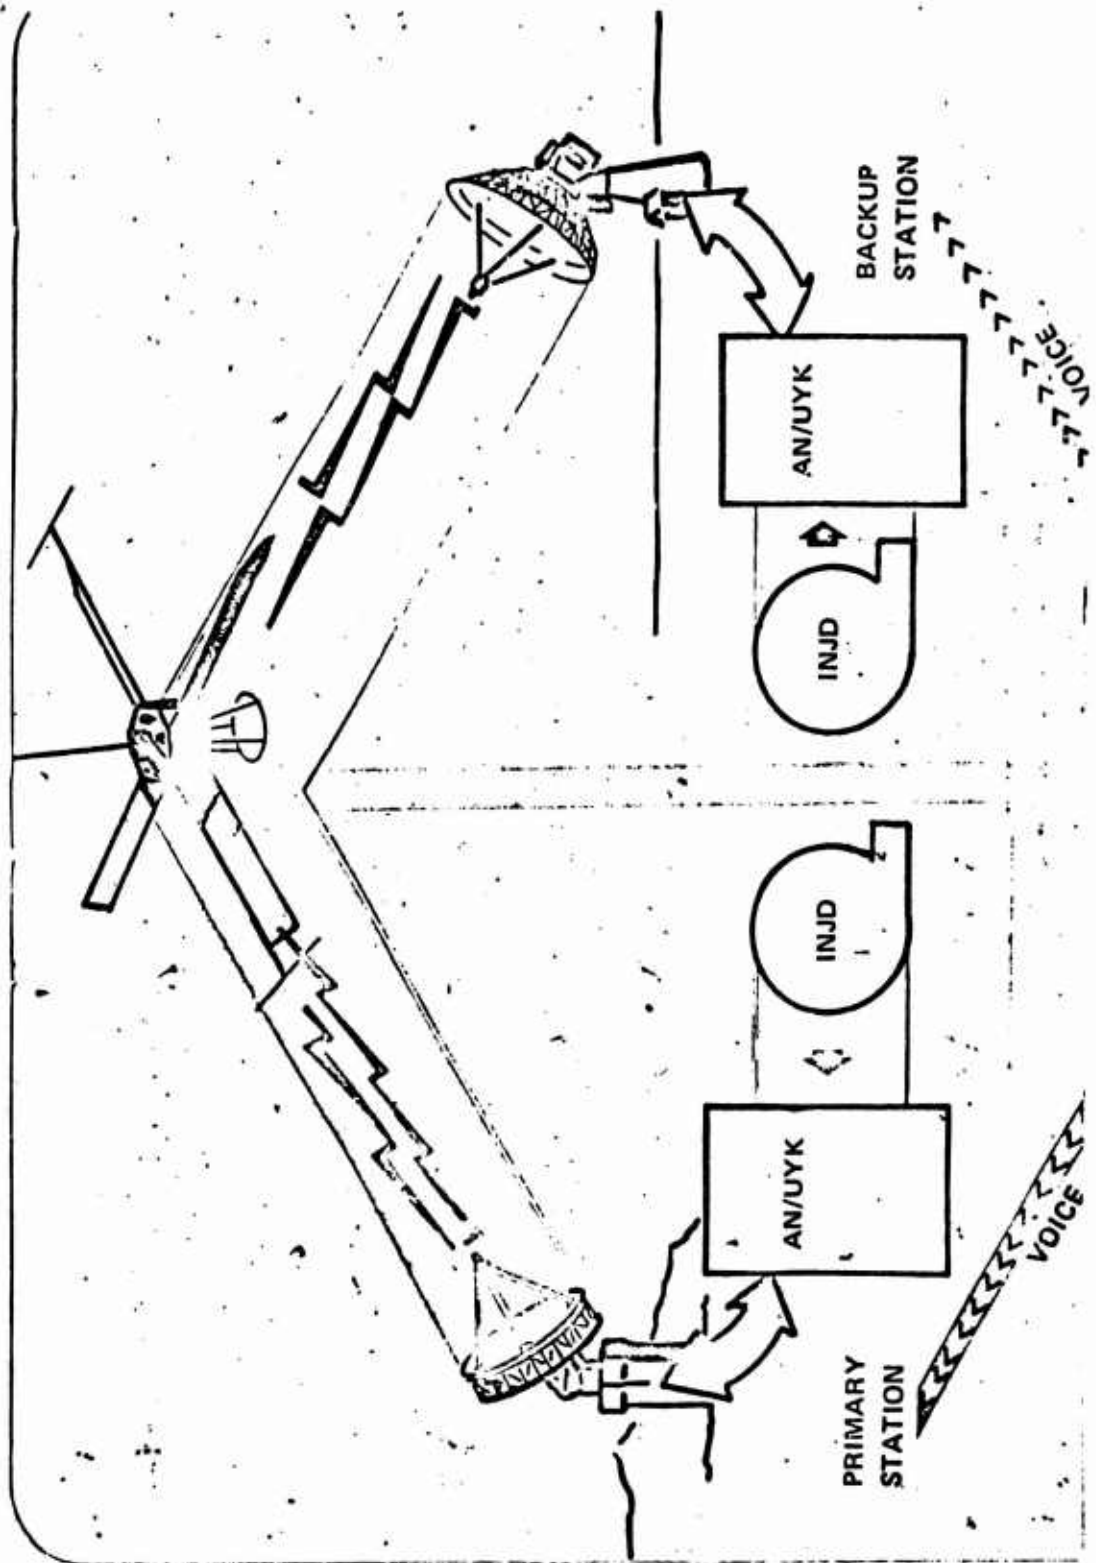 PRIMARY
STATION
AN/UYK
INJD
VOICE
INJD
AN/UYK
BACKUP
STATION
VOICE